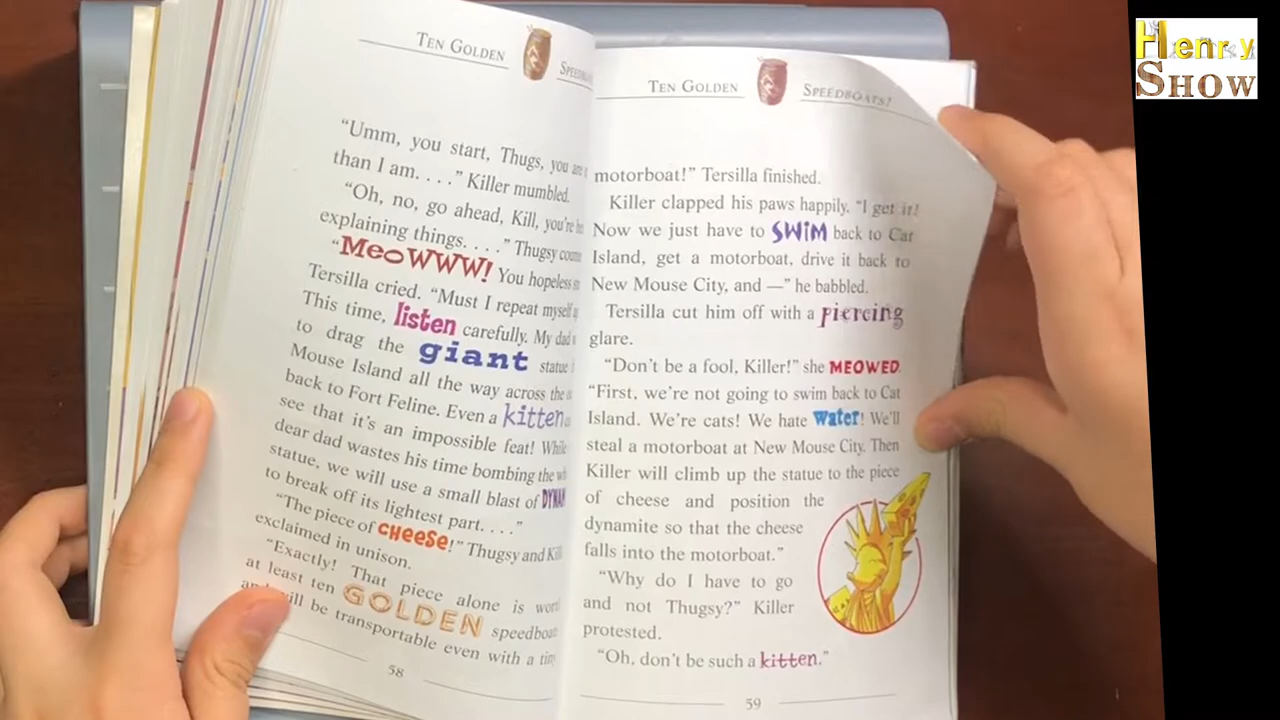 TEN GOLDEN
"Umm, you start, Thugs, you are
than I am. . . ." Killer mumbled.
"Oh, no, go ahead, Kill, you're
explaining things. . . ." Thugsy
"MeOWWW! You hopeless
Tersilla cried. "Must I repeat myself
This time, listen carefully. My dad
to drag the giant statue
Mouse Island all the way across the
back to Fort Feline. Even a kitten
see that it's an impossible feat! While
dear dad wastes his time bombing the
statue, we will use a small blast of
to break off its lightest part. . . ."
"The piece of CHEESE!" Thugsy and
exclaimed in unison.
"Exactly! That piece alone is
at least ten GOLDEN
will be transportable even with a
58
TEN GOLDEN SPEEDBOATS?
motorboat!" Tersilla finished.
Killer clapped his paws happily. "I get it!
Now we just have to SWIM back to Cat
Island, get a motorboat, drive it back to
New Mouse City, and —" he babbled.
Tersilla cut him off with a piercing
glare.
"Don't be a fool, Killer!" she MEOWED.
"First, we're not going to swim back to Cat
Island. We're cats! We hate water! We'll
steal a motorboat at New Mouse City. Then
Killer will climb up the statue to the piece
of cheese and position the
dynamite so that the cheese
falls into the motorboat."
"Why do I have to go
and not Thugsy?" Killer
protested.
"Oh, don't be such a kitten."
59
Henry
SHOW